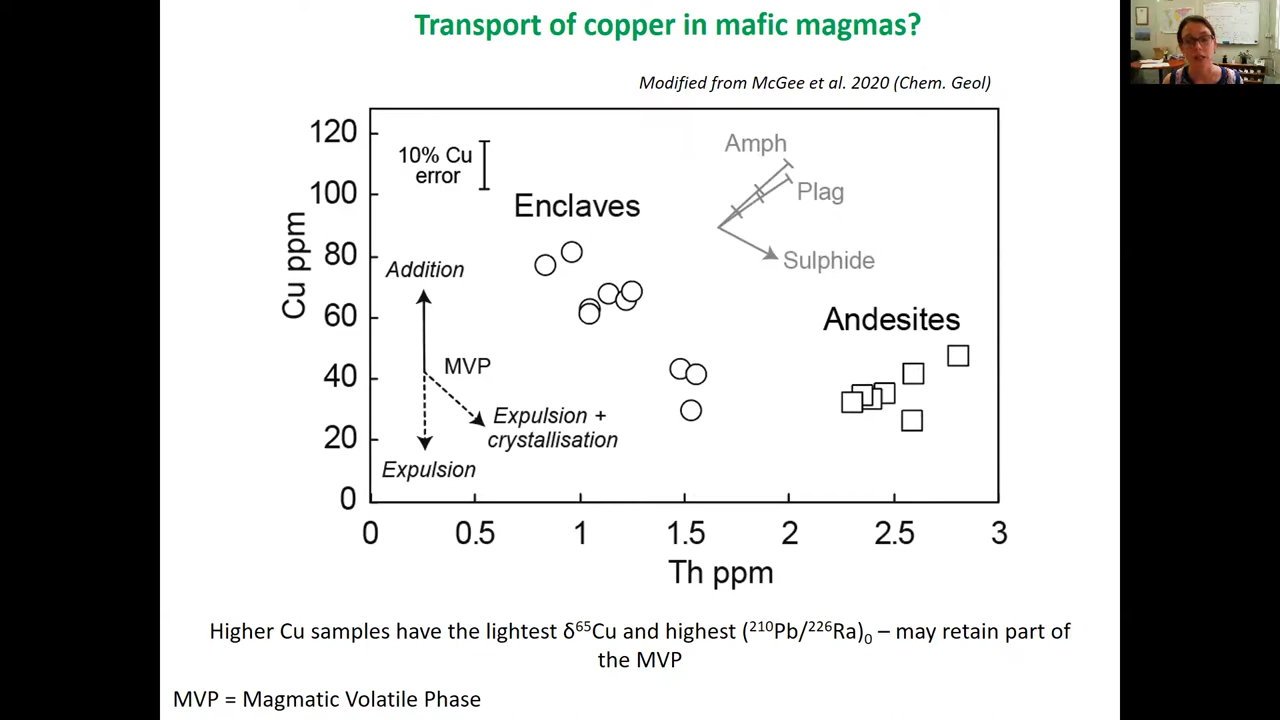 Transport of copper in mafic magmas?
Modified from McGee et al. 2020 (Chem. Geol)
120
100
80
60
40
20
0
Cu ppm
10% Cu
error
Enclaves
Amph
Plag
Sulphide
Addition
MVP
Expulsion +
crystallisation
Expulsion
Andesites
0 0.5 1 1.5 2 2.5 3
Th ppm
Higher Cu samples have the lightest δ⁶⁵Cu and highest (²¹⁰Pb/²²⁶Ra)₀ – may retain part of
the MVP
MVP = Magmatic Volatile Phase